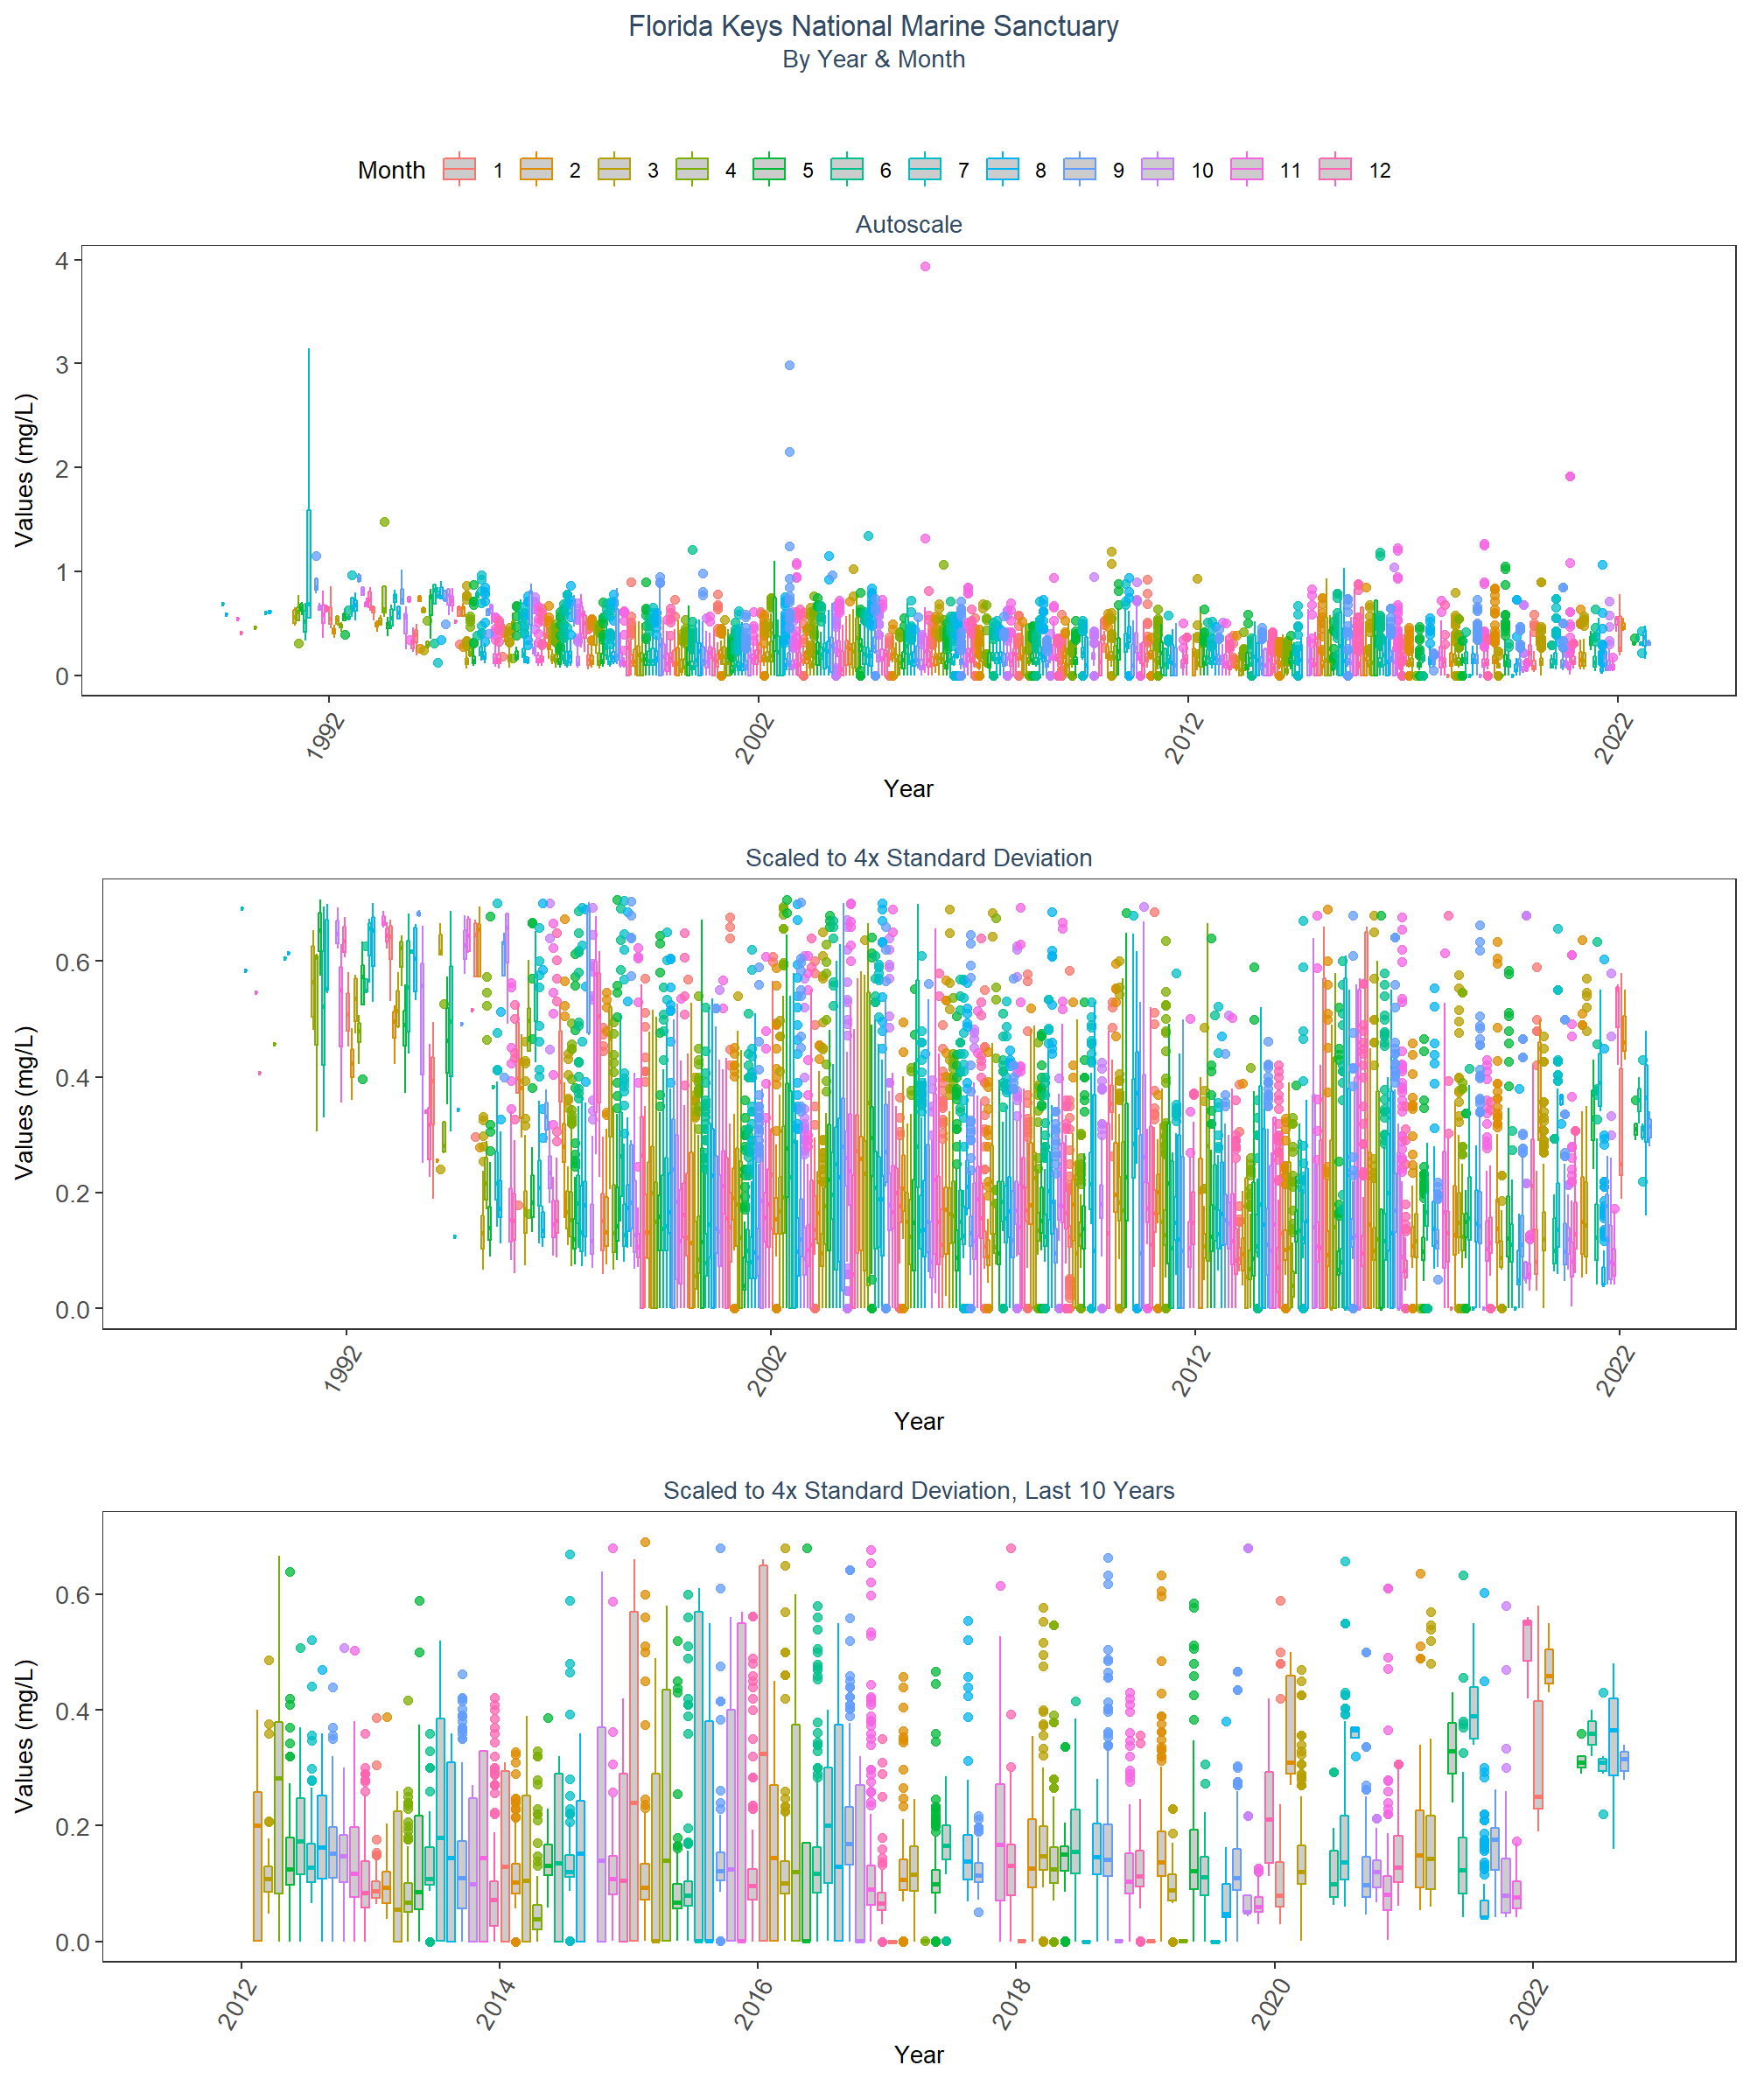 Florida Keys National Marine Sanctuary
By Year & Month
Month 1 2 3 4 5 6 7 8 9 10 11 12
Autoscale
Values (mg/L)
4
3
2
1
0
1992 2002 2012 2022
Year
Scaled to 4x Standard Deviation
Values (mg/L)
0.6
0.4
0.2
0.0
1992 2002 2012 2022
Year
Scaled to 4x Standard Deviation, Last 10 Years
Values (mg/L)
0.6
0.4
0.2
0.0
2012 2014 2016 2018 2020 2022
Year